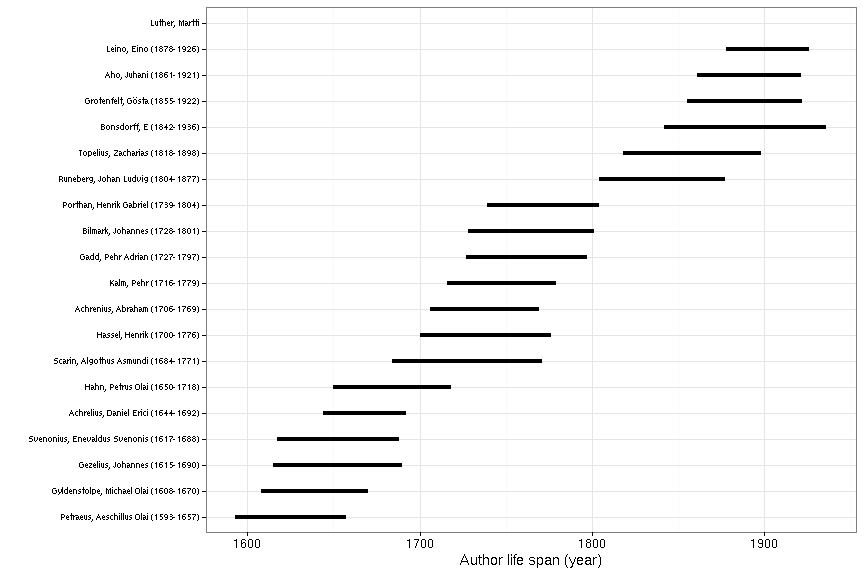 Luther, Martti
Leino, Eino (1878-1926)
Aho, Juhani (1861-1921)
Grotenfelt, Gösta (1855-1922)
Bonsdorff, E (1842-1936)
Topelius, Zacharias (1818-1898)
Runeberg, Johan Ludvig (1804-1877)
Porthan, Henrik Gabriel (1739-1804)
Bilmark, Johannes (1728-1801)
Gadd, Pehr Adrian (1727-1797)
Kalm, Pehr (1716-1779)
Achrenius, Abraham (1706-1769)
Hassel, Henrik (1700-1776)
Scarin, Algothus Asmundi (1684-1771)
Hahn, Petrus Olai (1650-1718)
Achrelius, Daniel Erici (1644-1692)
Svenonius, Enevaldus Svenonis (1617-1688)
Gezelius, Johannes (1615-1690)
Gyldenstolpe, Michael Olai (1608-1670)
Petraeus, Aeschillus Olai (1593-1657)
1600 1700 1800 1900
Author life span (year)